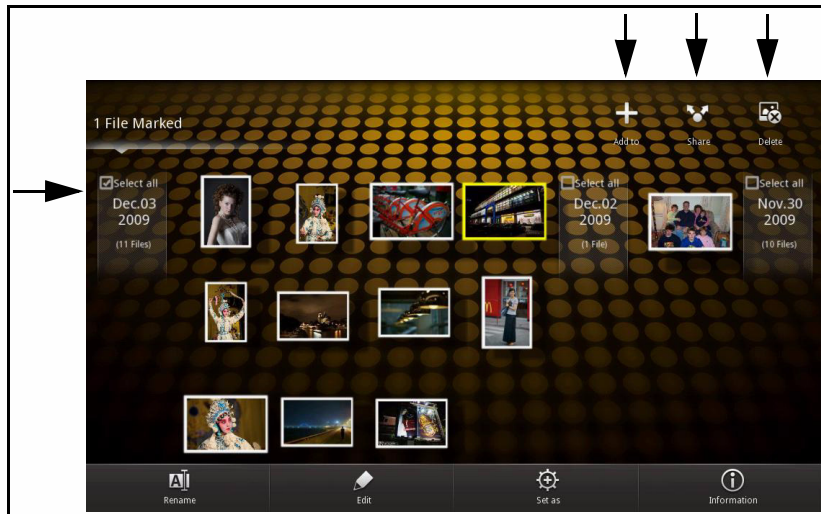 1 File Marked
Add to
Share
Delete
Select all
Dec.03
2009
(11 Files)
Select all
Dec.02
2009
(1 File)
Select all
Nov.30
2009
(10 Files)
Rename
Edit
Set as
Information